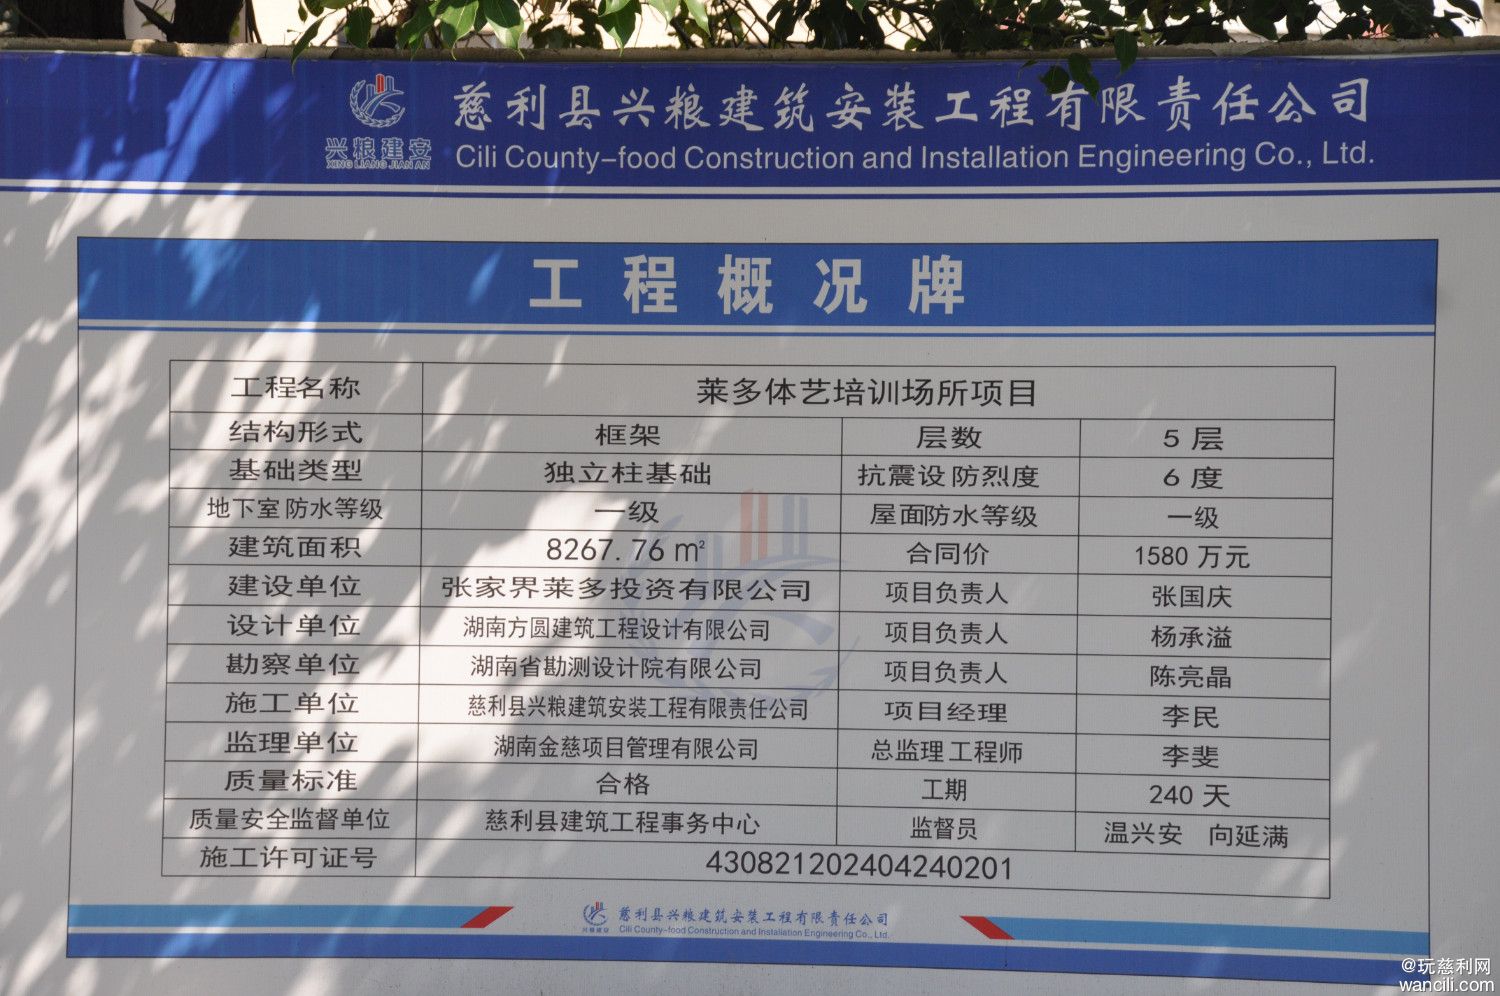 慈利县兴粮建筑安装工程有限责任公司
兴粮建安
XING LIANG JIAN AN
Cili County-food Construction and Installation Engineering Co., Ltd.
工程概况牌
工程名称 莱多体艺培训场所项目
结构形式 框架 层数 5 层
基础类型 独立柱基础 抗震设防烈度 6 度
地下室防水等级 一级 屋面防水等级 一级
建筑面积 8267.76 ㎡ 合同价 1580 万元
建设单位 张家界莱多投资有限公司 项目负责人 张国庆
设计单位 湖南方圆建筑工程设计有限公司 项目负责人 杨承溢
勘察单位 湖南省勘测设计院有限公司 项目负责人 陈亮晶
施工单位 慈利县兴粮建筑安装工程有限责任公司 项目经理 李民
监理单位 湖南金慈项目管理有限公司 总监理工程师 李斐
质量标准 合格 工期 240 天
质量安全监督单位 慈利县建筑工程事务中心 监督员 温兴安 向延满
施工许可证号 430821202404240201
慈利县兴粮建筑安装工程有限责任公司
兴粮建安
Cili County-food Construction and Installation Engineering Co., Ltd.
@玩慈利网
wancili.com